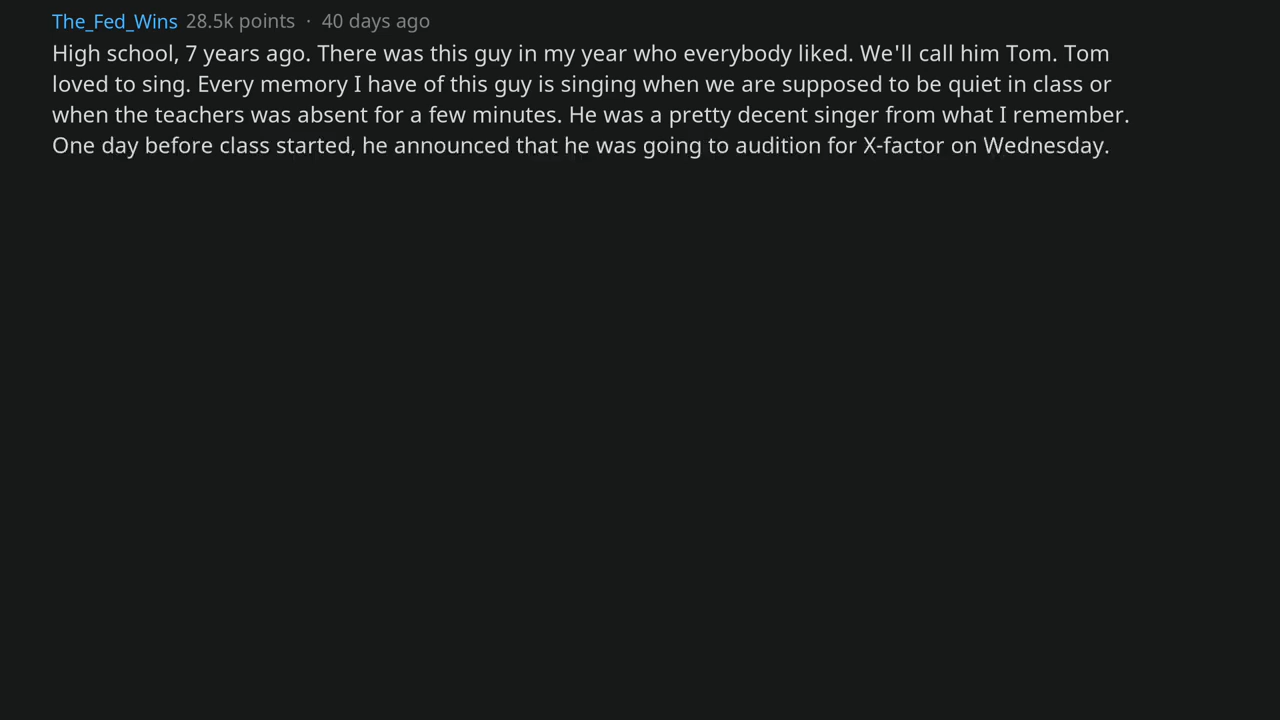 The_Fed_Wins 28.5k points · 40 days ago
High school, 7 years ago. There was this guy in my year who everybody liked. We'll call him Tom. Tom
loved to sing. Every memory I have of this guy is singing when we are supposed to be quiet in class or
when the teachers was absent for a few minutes. He was a pretty decent singer from what I remember.
One day before class started, he announced that he was going to audition for X-factor on Wednesday.